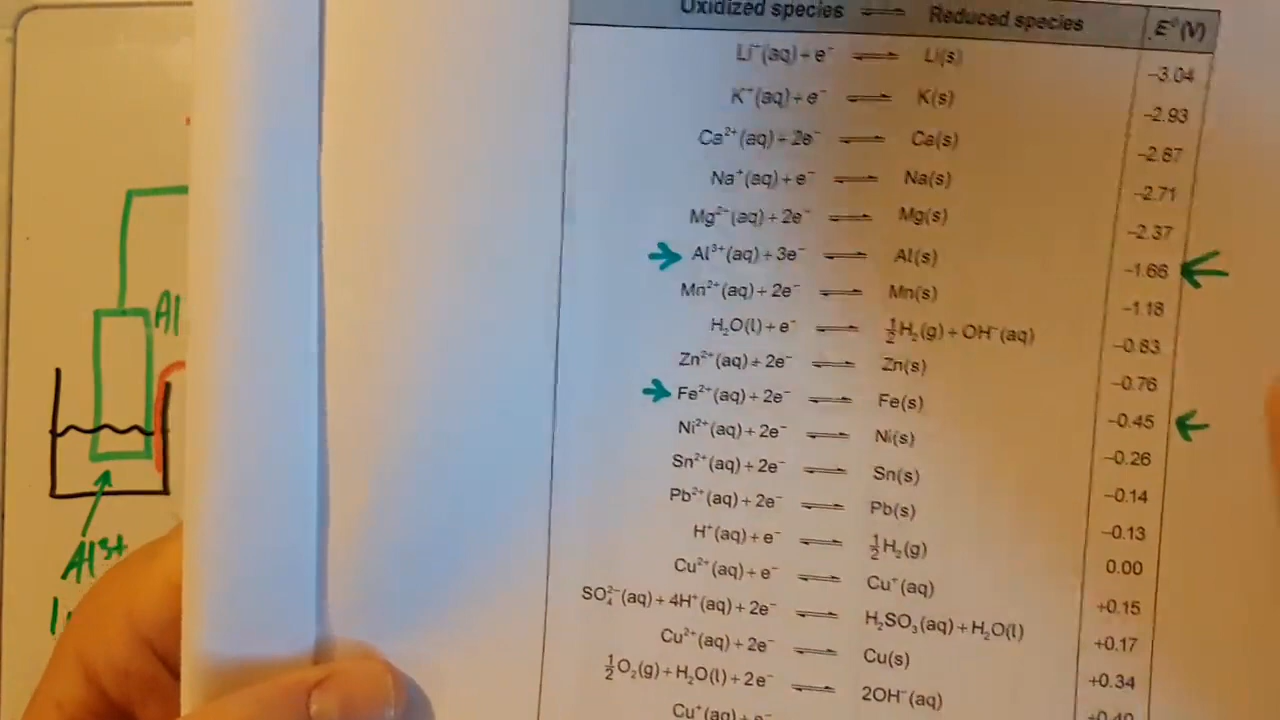 Oxidized species ⇌ Reduced species E⁰(V)
Li⁺(aq) + e⁻ ⇌ Li(s) −3.04
K⁺(aq) + e⁻ ⇌ K(s) −2.93
Ca²⁺(aq) + 2e⁻ ⇌ Ca(s) −2.87
Na⁺(aq) + e⁻ ⇌ Na(s) −2.71
Mg²⁺(aq) + 2e⁻ ⇌ Mg(s) −2.37
Al³⁺(aq) + 3e⁻ ⇌ Al(s) −1.66
Mn²⁺(aq) + 2e⁻ ⇌ Mn(s) −1.18
H₂O(l) + e⁻ ⇌ ½H₂(g) + OH⁻(aq) −0.83
Zn²⁺(aq) + 2e⁻ ⇌ Zn(s) −0.76
Fe²⁺(aq) + 2e⁻ ⇌ Fe(s) −0.45
Ni²⁺(aq) + 2e⁻ ⇌ Ni(s) −0.26
Sn²⁺(aq) + 2e⁻ ⇌ Sn(s) −0.14
Pb²⁺(aq) + 2e⁻ ⇌ Pb(s) −0.13
H⁺(aq) + e⁻ ⇌ ½H₂(g) 0.00
Cu²⁺(aq) + e⁻ ⇌ Cu⁺(aq) +0.15
SO₄²⁻(aq) + 4H⁺(aq) + 2e⁻ ⇌ H₂SO₃(aq) + H₂O(l) +0.17
Cu²⁺(aq) + 2e⁻ ⇌ Cu(s) +0.34
½O₂(g) + H₂O(l) + 2e⁻ ⇌ 2OH⁻(aq)
Cu⁺(aq) + e⁻
Al
Al³⁺